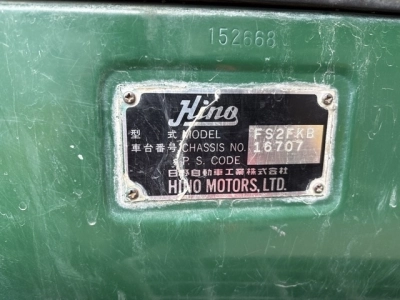 152668
Hino
型 式 MODEL FS2FKB
車台番号 CHASSIS NO. 16707
S.P.S. CODE
日野自動車工業株式会社
HINO MOTORS, LTD.